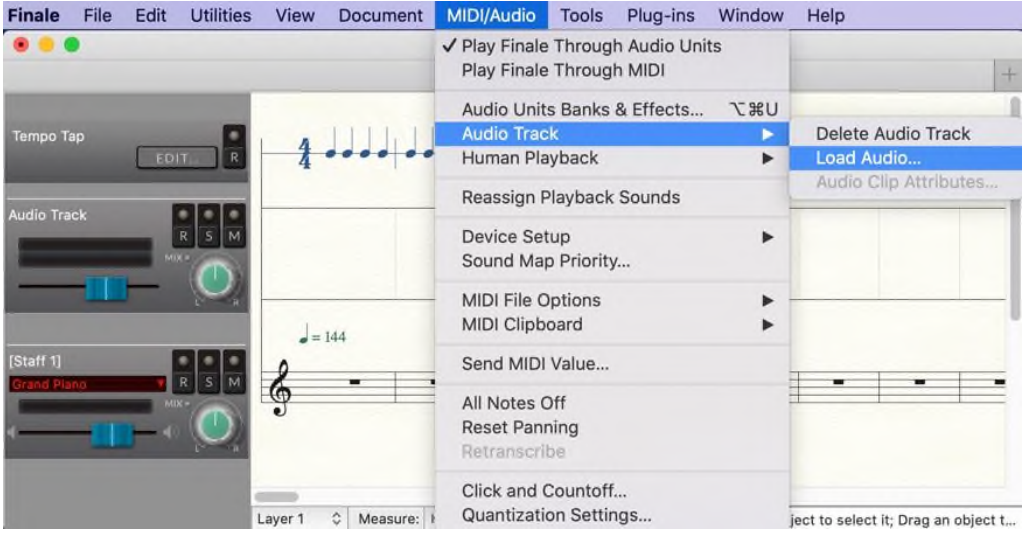 Finale File Edit Utilities View Document MIDI/Audio Tools Plug-ins Window Help
✓ Play Finale Through Audio Units
Play Finale Through MIDI
Audio Units Banks & Effects... ⌥⌘U
Audio Track ▶
Human Playback ▶
Reassign Playback Sounds
Device Setup ▶
Sound Map Priority...
MIDI File Options ▶
MIDI Clipboard ▶
Send MIDI Value...
All Notes Off
Reset Panning
Retranscribe
Click and Countoff...
Quantization Settings...
Delete Audio Track
Load Audio...
Audio Clip Attributes...
Tempo Tap
EDIT... R
Audio Track
R S M
MIX
L R
[Staff 1]
Grand Piano
R S M
MIX
L R
4
4
♩ = 144
Layer 1 Measure:
ject to select it; Drag an object t...